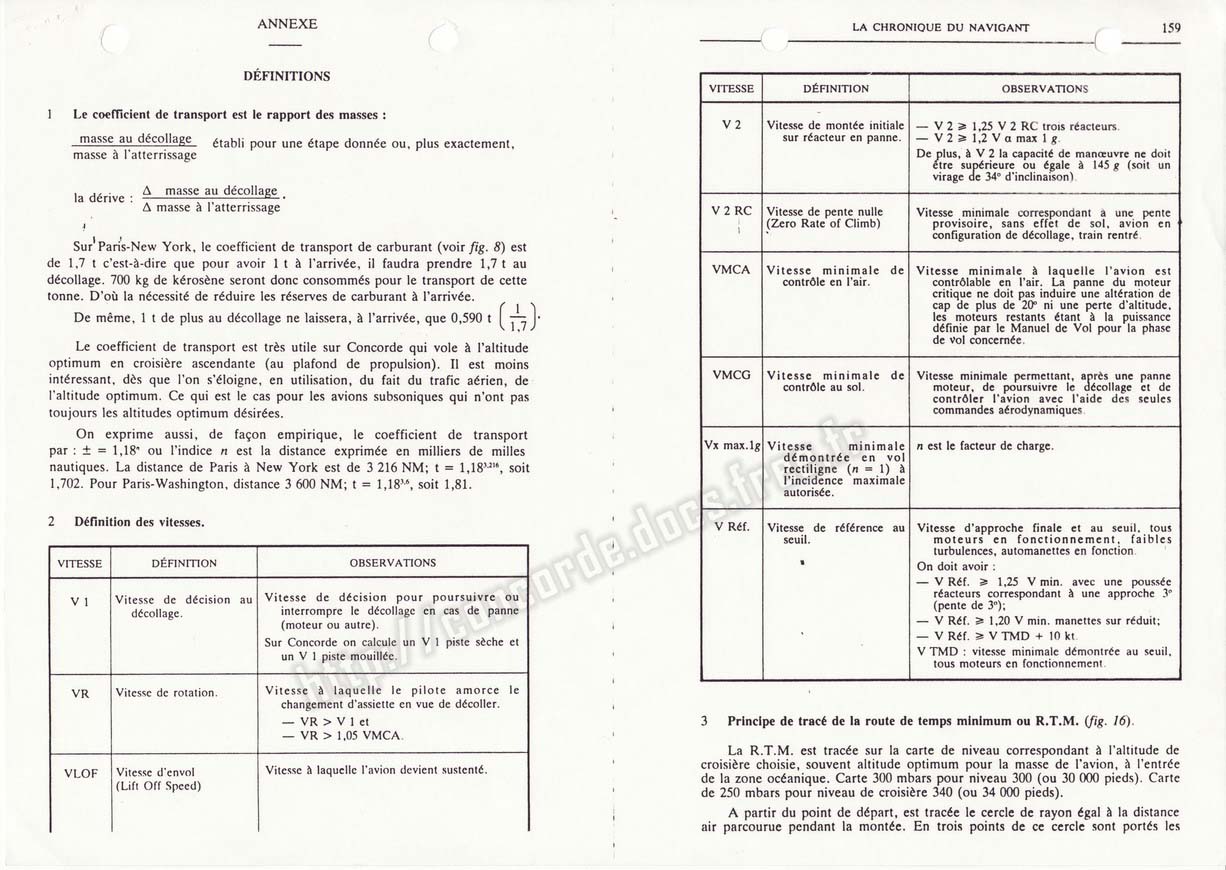 ANNEXE
DÉFINITIONS
1 Le coefficient de transport est le rapport des masses :
masse au décollage
masse à l'atterrissage
établi pour une étape donnée ou, plus exactement,
la dérive :
Δ masse au décollage
Δ masse à l'atterrissage
.
Sur Paris-New York, le coefficient de transport de carburant (voir fig. 8) est
de 1,7 t c'est-à-dire que pour avoir 1 t à l'arrivée, il faudra prendre 1,7 t au
décollage. 700 kg de kérosène seront donc consommés pour le transport de cette
tonne. D'où la nécessité de réduire les réserves de carburant à l'arrivée.
De même, 1 t de plus au décollage ne laissera, à l'arrivée, que 0,590 t (1/1,7).
Le coefficient de transport est très utile sur Concorde qui vole à l'altitude
optimum en croisière ascendante (au plafond de propulsion). Il est moins
intéressant, dès que l'on s'éloigne, en utilisation, du fait du trafic aérien, de
l'altitude optimum. Ce qui est le cas pour les avions subsoniques qui n'ont pas
toujours les altitudes optimum désirées.
On exprime aussi, de façon empirique, le coefficient de transport
par : ± = 1,18ⁿ ou l'indice n est la distance exprimée en milliers de milles
nautiques. La distance de Paris à New York est de 3 216 NM; t = 1,18³·²¹⁶, soit
1,702. Pour Paris-Washington, distance 3 600 NM; t = 1,18³·⁶, soit 1,81.
2 Définition des vitesses.
VITESSE DÉFINITION OBSERVATIONS
V 1
Vitesse de décision au
décollage.
Vitesse de décision pour poursuivre ou
interrompre le décollage en cas de panne
(moteur ou autre).
Sur Concorde on calcule un V 1 piste sèche et
un V 1 piste mouillée.
VR
Vitesse de rotation.
Vitesse à laquelle le pilote amorce le
changement d'assiette en vue de décoller.
— VR > V 1 et
— VR > 1,05 VMCA.
VLOF
Vitesse d'envol
(Lift Off Speed)
Vitesse à laquelle l'avion devient sustenté.
LA CHRONIQUE DU NAVIGANT 159
VITESSE DÉFINITION OBSERVATIONS
V 2
Vitesse de montée initiale
sur réacteur en panne.
— V 2 ⩾ 1,25 V 2 RC trois réacteurs.
— V 2 ⩾ 1,2 V α max 1 g.
De plus, à V 2 la capacité de manœuvre ne doit
être supérieure ou égale à 145 g (soit un
virage de 34° d'inclinaison).
V 2 RC
Vitesse de pente nulle
(Zero Rate of Climb)
Vitesse minimale correspondant à une pente
provisoire, sans effet de sol, avion en
configuration de décollage, train rentré.
VMCA
Vitesse minimale de
contrôle en l'air.
Vitesse minimale à laquelle l'avion est
contrôlable en l'air. La panne du moteur
critique ne doit pas induire une altération de
cap de plus de 20° ni une perte d'altitude,
les moteurs restants étant à la puissance
définie par le Manuel de Vol pour la phase
de vol concernée.
VMCG
Vitesse minimale de
contrôle au sol.
Vitesse minimale permettant, après une panne
moteur, de poursuivre le décollage et de
contrôler l'avion avec l'aide des seules
commandes aérodynamiques.
Vx max.1g
Vitesse minimale
démontrée en vol
rectiligne (n = 1) à
l'incidence maximale
autorisée.
n est le facteur de charge.
V Réf.
Vitesse de référence au
seuil.
Vitesse d'approche finale et au seuil, tous
moteurs en fonctionnement, faibles
turbulences, automanettes en fonction.
On doit avoir :
— V Réf. ⩾ 1,25 V min. avec une poussée
réacteurs correspondant à une approche 3°
(pente de 3°);
— V Réf. ⩾ 1,20 V min. manettes sur réduit;
— V Réf. ⩾ V TMD + 10 kt.
V TMD : vitesse minimale démontrée au seuil,
tous moteurs en fonctionnement.
3 Principe de tracé de la route de temps minimum ou R.T.M. (fig. 16).
La R.T.M. est tracée sur la carte de niveau correspondant à l'altitude de
croisière choisie, souvent altitude optimum pour la masse de l'avion, à l'entrée
de la zone océanique. Carte 300 mbars pour niveau 300 (ou 30 000 pieds). Carte
de 250 mbars pour niveau de croisière 340 (ou 34 000 pieds).
A partir du point de départ, est tracée le cercle de rayon égal à la distance
air parcourue pendant la montée. En trois points de ce cercle sont portés les
http://concorde.docs.free.fr